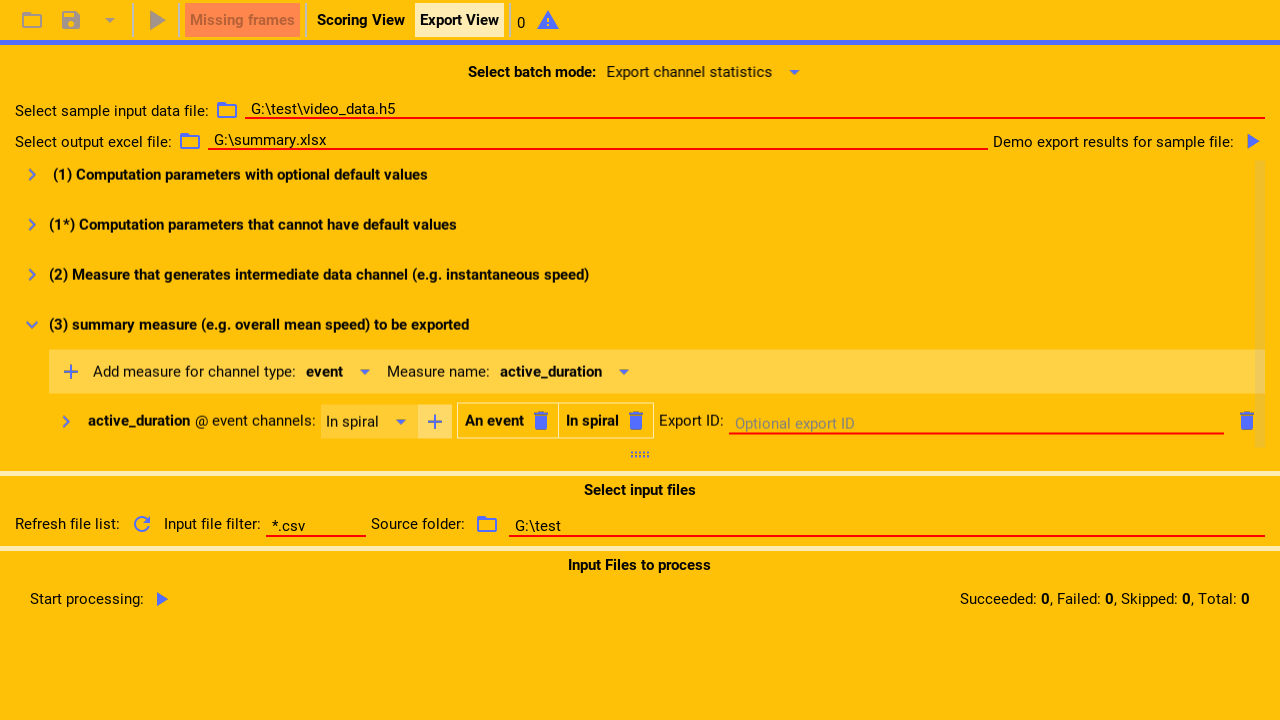 Missing frames Scoring View Export View 0
Select batch mode: Export channel statistics
Select sample input data file: G:\test\video_data.h5
Select output excel file: G:\summary.xlsx Demo export results for sample file:
(1) Computation parameters with optional default values
(1*) Computation parameters that cannot have default values
(2) Measure that generates intermediate data channel (e.g. instantaneous speed)
(3) summary measure (e.g. overall mean speed) to be exported
Add measure for channel type: event Measure name: active_duration
active_duration @ event channels: In spiral An event In spiral Export ID: Optional export ID
Select input files
Refresh file list: Input file filter: *.csv Source folder: G:\test
Input Files to process
Start processing: Succeeded: 0, Failed: 0, Skipped: 0, Total: 0